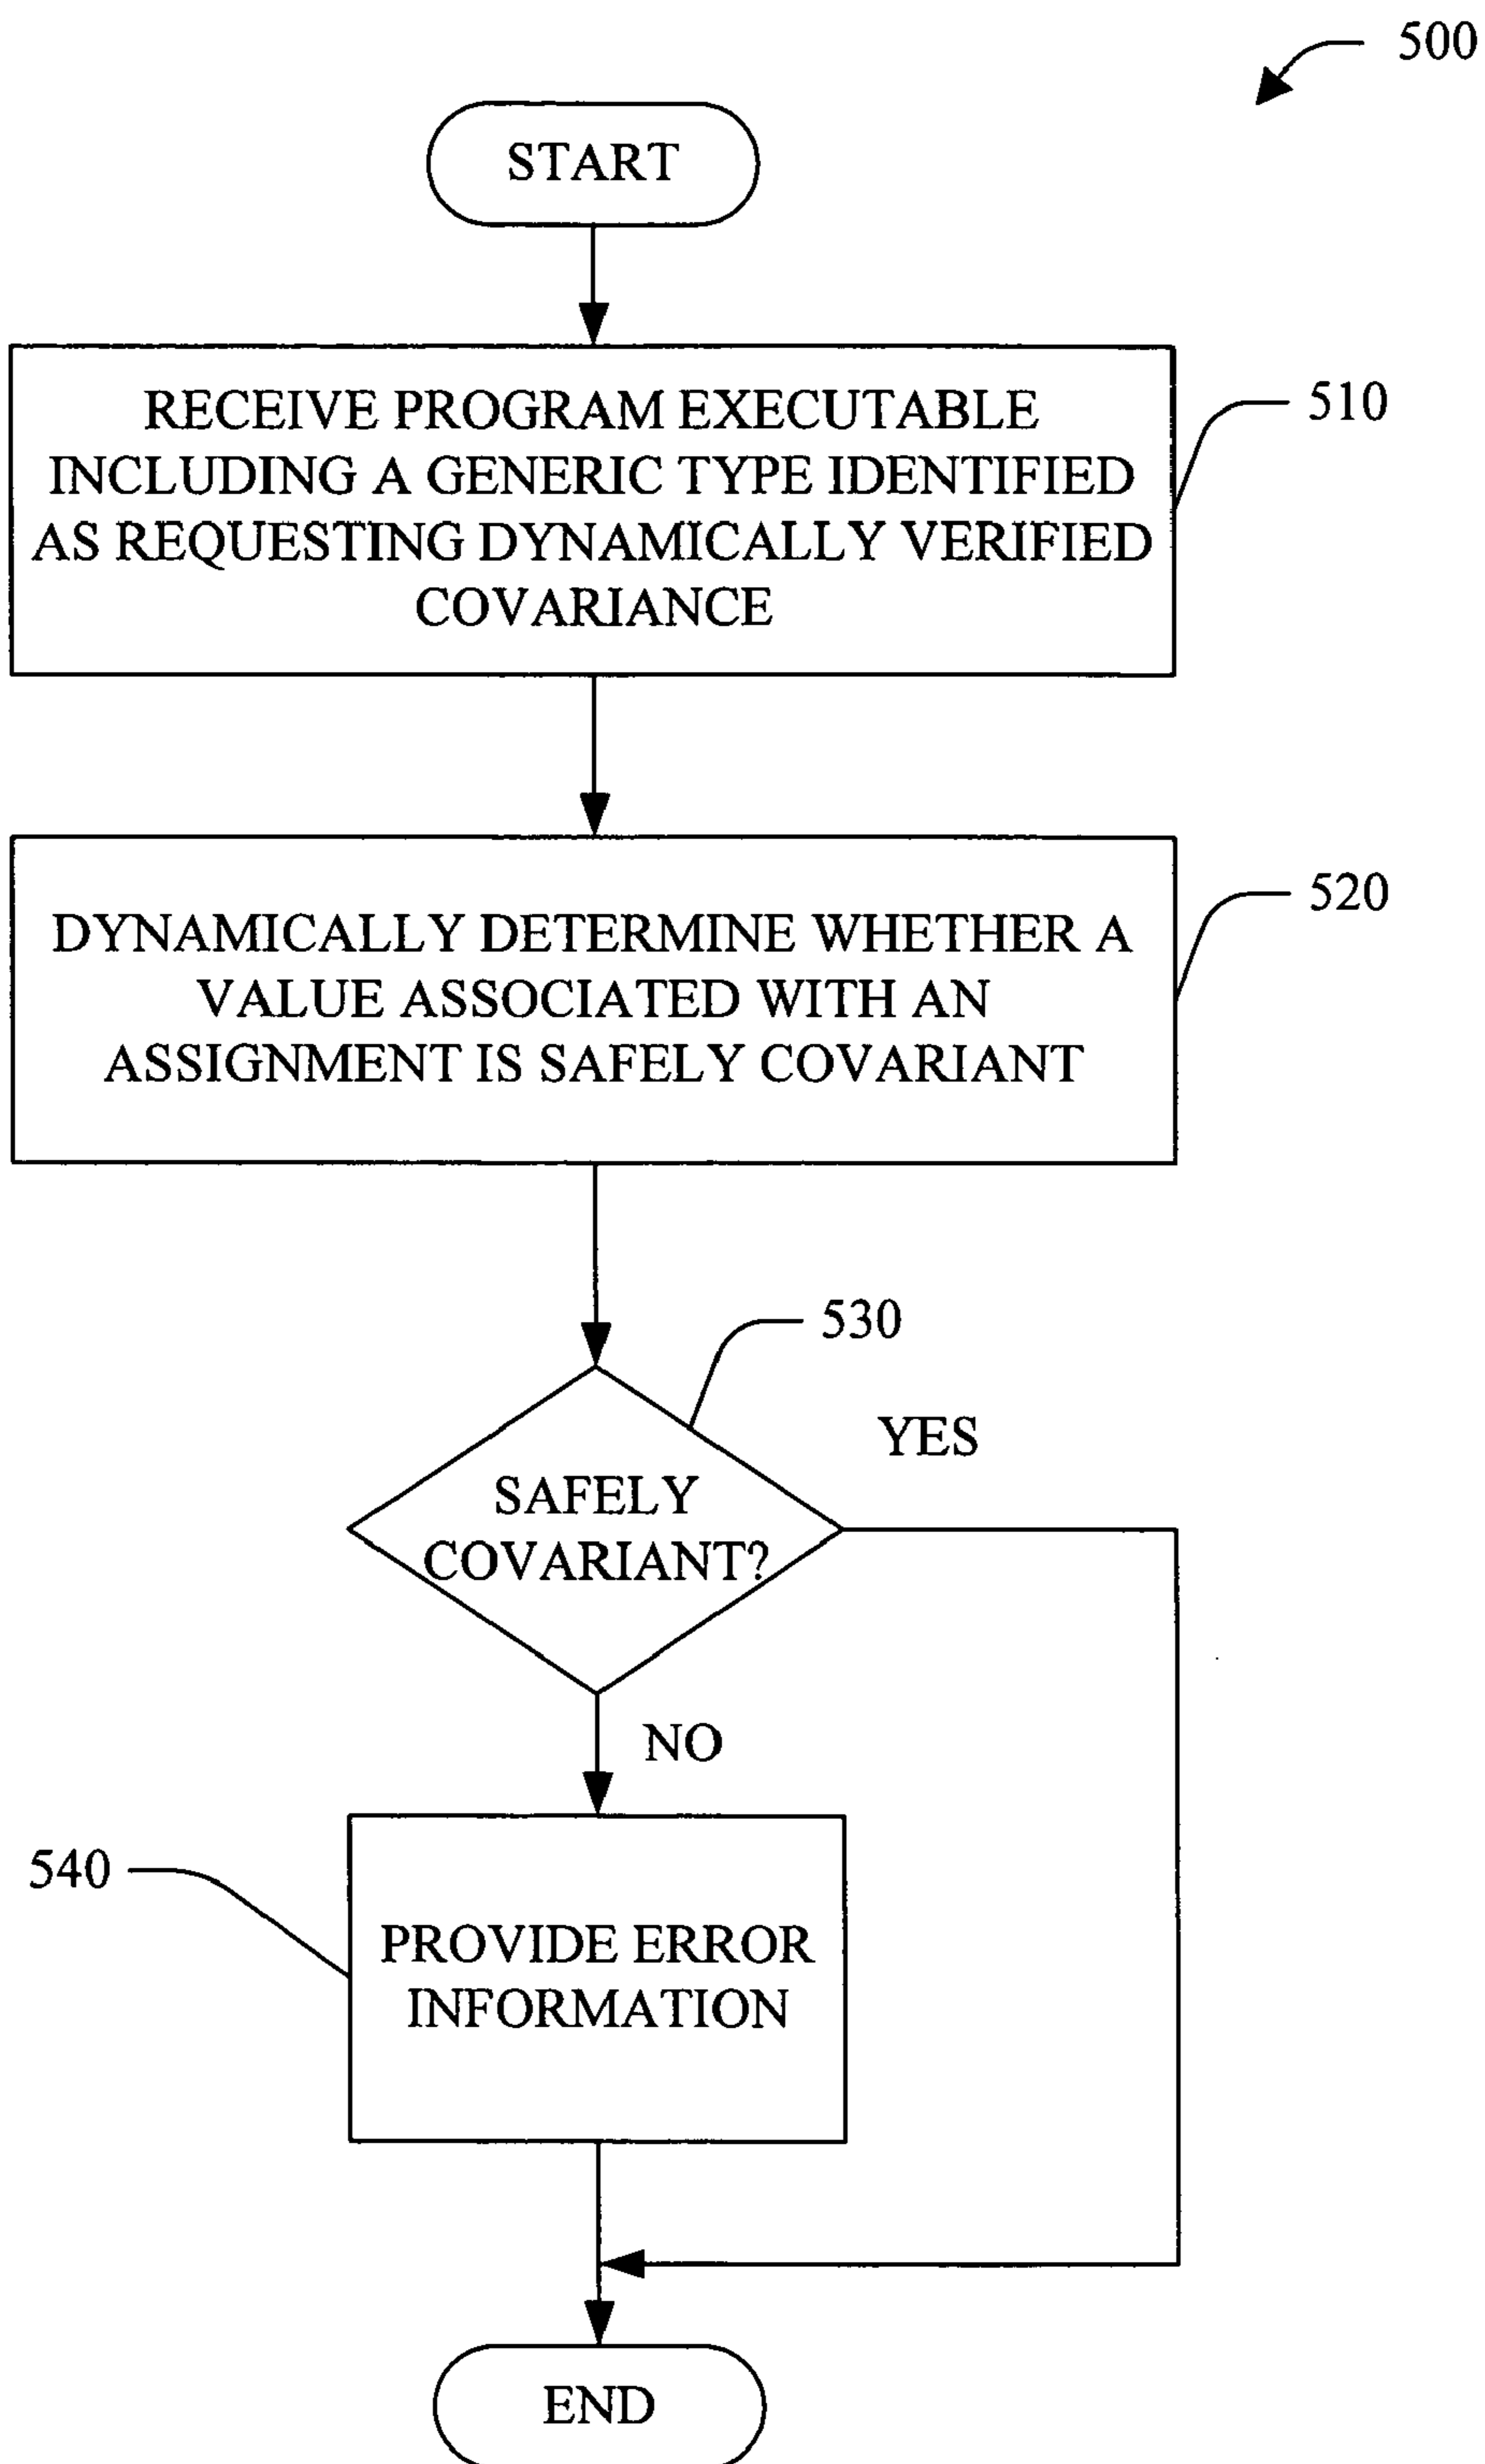 500
START
RECEIVE PROGRAM EXECUTABLE
INCLUDING A GENERIC TYPE IDENTIFIED
AS REQUESTING DYNAMICALLY VERIFIED
COVARIANCE
510
DYNAMICALLY DETERMINE WHETHER A
VALUE ASSOCIATED WITH AN
ASSIGNMENT IS SAFELY COVARIANT
520
530
YES
SAFELY
COVARIANT?
NO
540
PROVIDE ERROR
INFORMATION
END